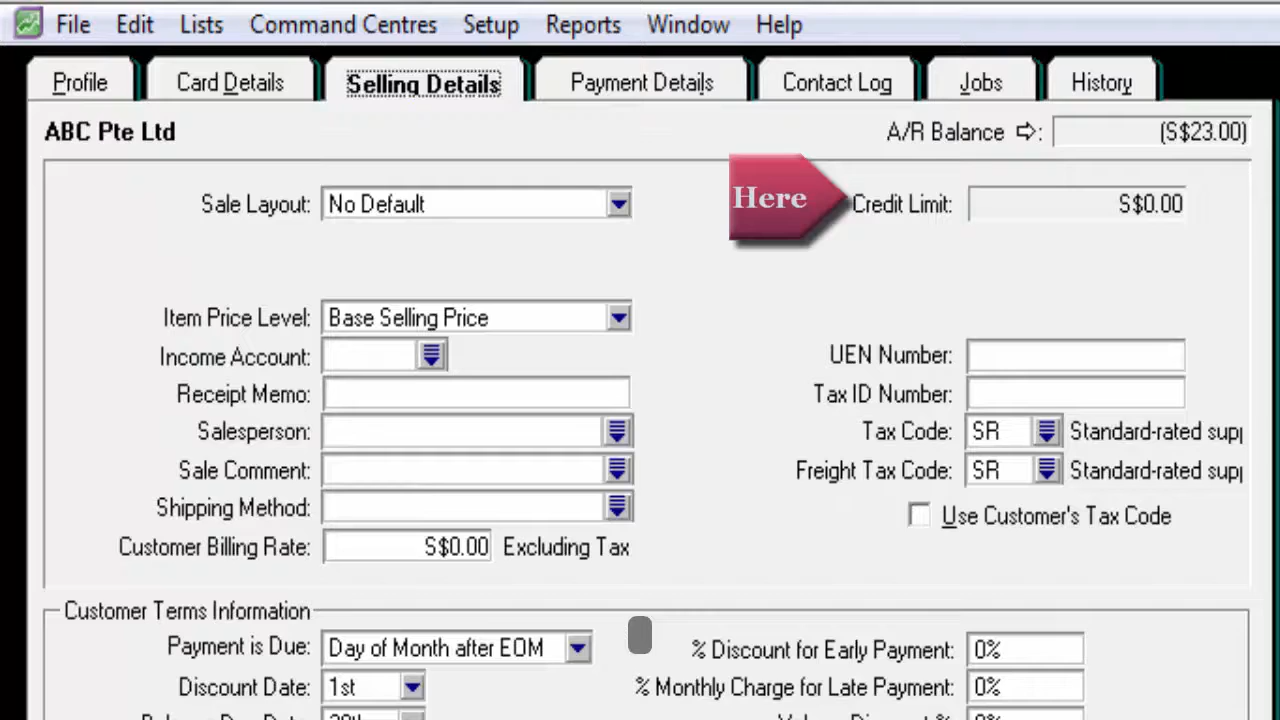 File Edit Lists Command Centres Setup Reports Window Help
Profile Card Details Selling Details Payment Details Contact Log Jobs History
ABC Pte Ltd A/R Balance ⇨: (S$23.00)
Sale Layout: No Default Here Credit Limit: S$0.00
Item Price Level: Base Selling Price
Income Account: UEN Number:
Receipt Memo: Tax ID Number:
Salesperson: Tax Code: SR Standard-rated
Sale Comment: Freight Tax Code: SR Standard-rated
Shipping Method: Use Customer's Tax Code
Customer Billing Rate: S$0.00 Excluding Tax
Customer Terms Information
Payment is Due: Day of Month after EOM % Discount for Early Payment: 0%
Discount Date: 1st % Monthly Charge for Late Payment: 0%